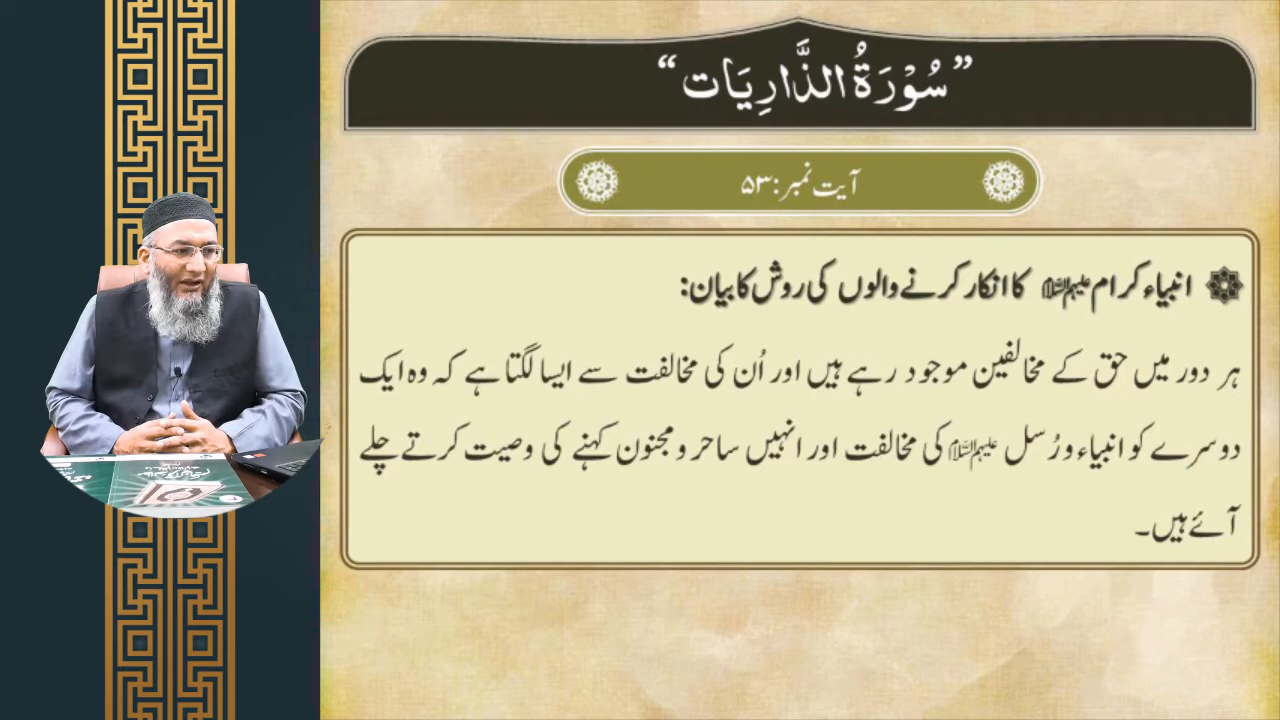 ”سُوْرَةُ الذَّارِیَات“
آیت نمبر: ۵۳
انبیاء کرام علیہم السلام کا انکار کرنے والوں کی روش کا بیان:
ہر دور میں حق کے مخالفین موجود رہے ہیں اور اُن کی مخالفت سے ایسا لگتا ہے کہ وہ ایک
دوسرے کو انبیاء و رُسل علیہم السلام کی مخالفت اور انہیں ساحر و مجنون کہنے کی وصیت کرتے چلے
آئے ہیں۔